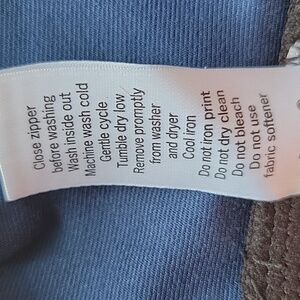 Close zipper
before washing
Wash inside out
Machine wash cold
Gentle cycle
Tumble dry low
Remove promptly
from washer
and dryer
Cool iron
Do not iron print
Do not dry clean
Do not bleach
Do not use
fabric softener